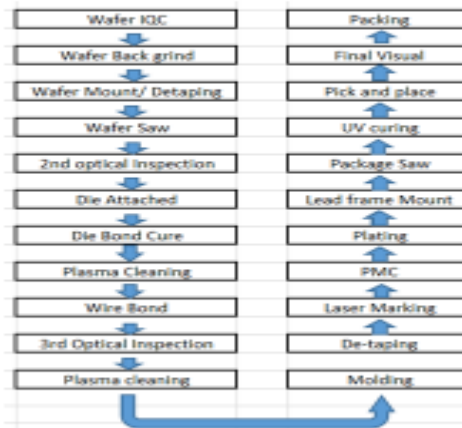 Wafer IQC
Wafer Back grind
Wafer Mount/ Detaping
Wafer Saw
2nd optical Inspection
Die Attached
Die Bond Cure
Plasma Cleaning
Wire Bond
3rd Optical Inspection
Plasma cleaning
Molding
De-taping
Laser Marking
PMC
Plating
Lead frame Mount
Package Saw
UV curing
Pick and place
Final Visual
Packing